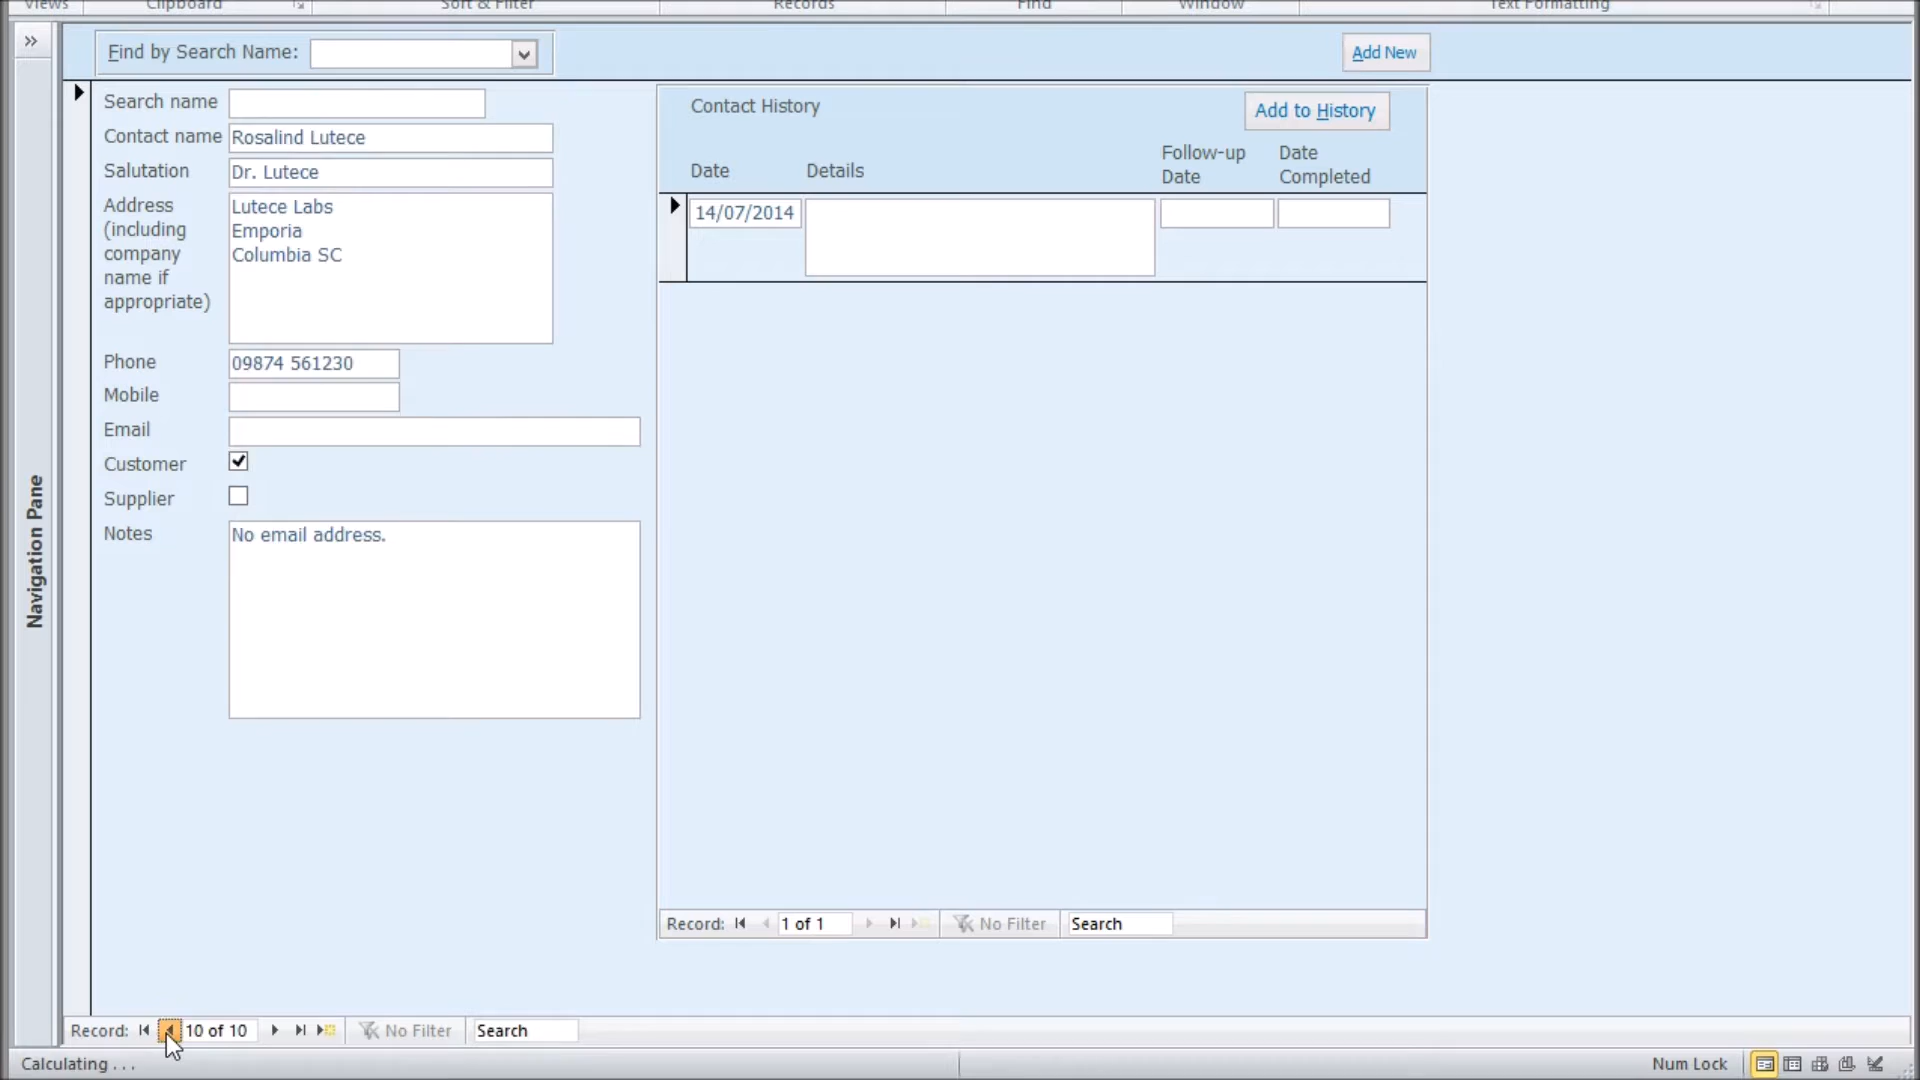 Views
Clipboard
Sort & Filter
Records
Find
Window
Text Formatting
Find by Search Name:
Add New
Search name
Contact name Rosalind Lutece
Salutation Dr. Lutece
Address
(including
company
name if
appropriate)
Lutece Labs
Emporia
Columbia SC
Phone 09874 561230
Mobile
Email
Customer
Supplier
Notes No email address.
Contact History
Add to History
Date
Details
Follow-up
Date
Date
Completed
14/07/2014
Record: 1 of 1 No Filter Search
Navigation Pane
Record: 10 of 10 No Filter Search
Calculating . . .
Num Lock